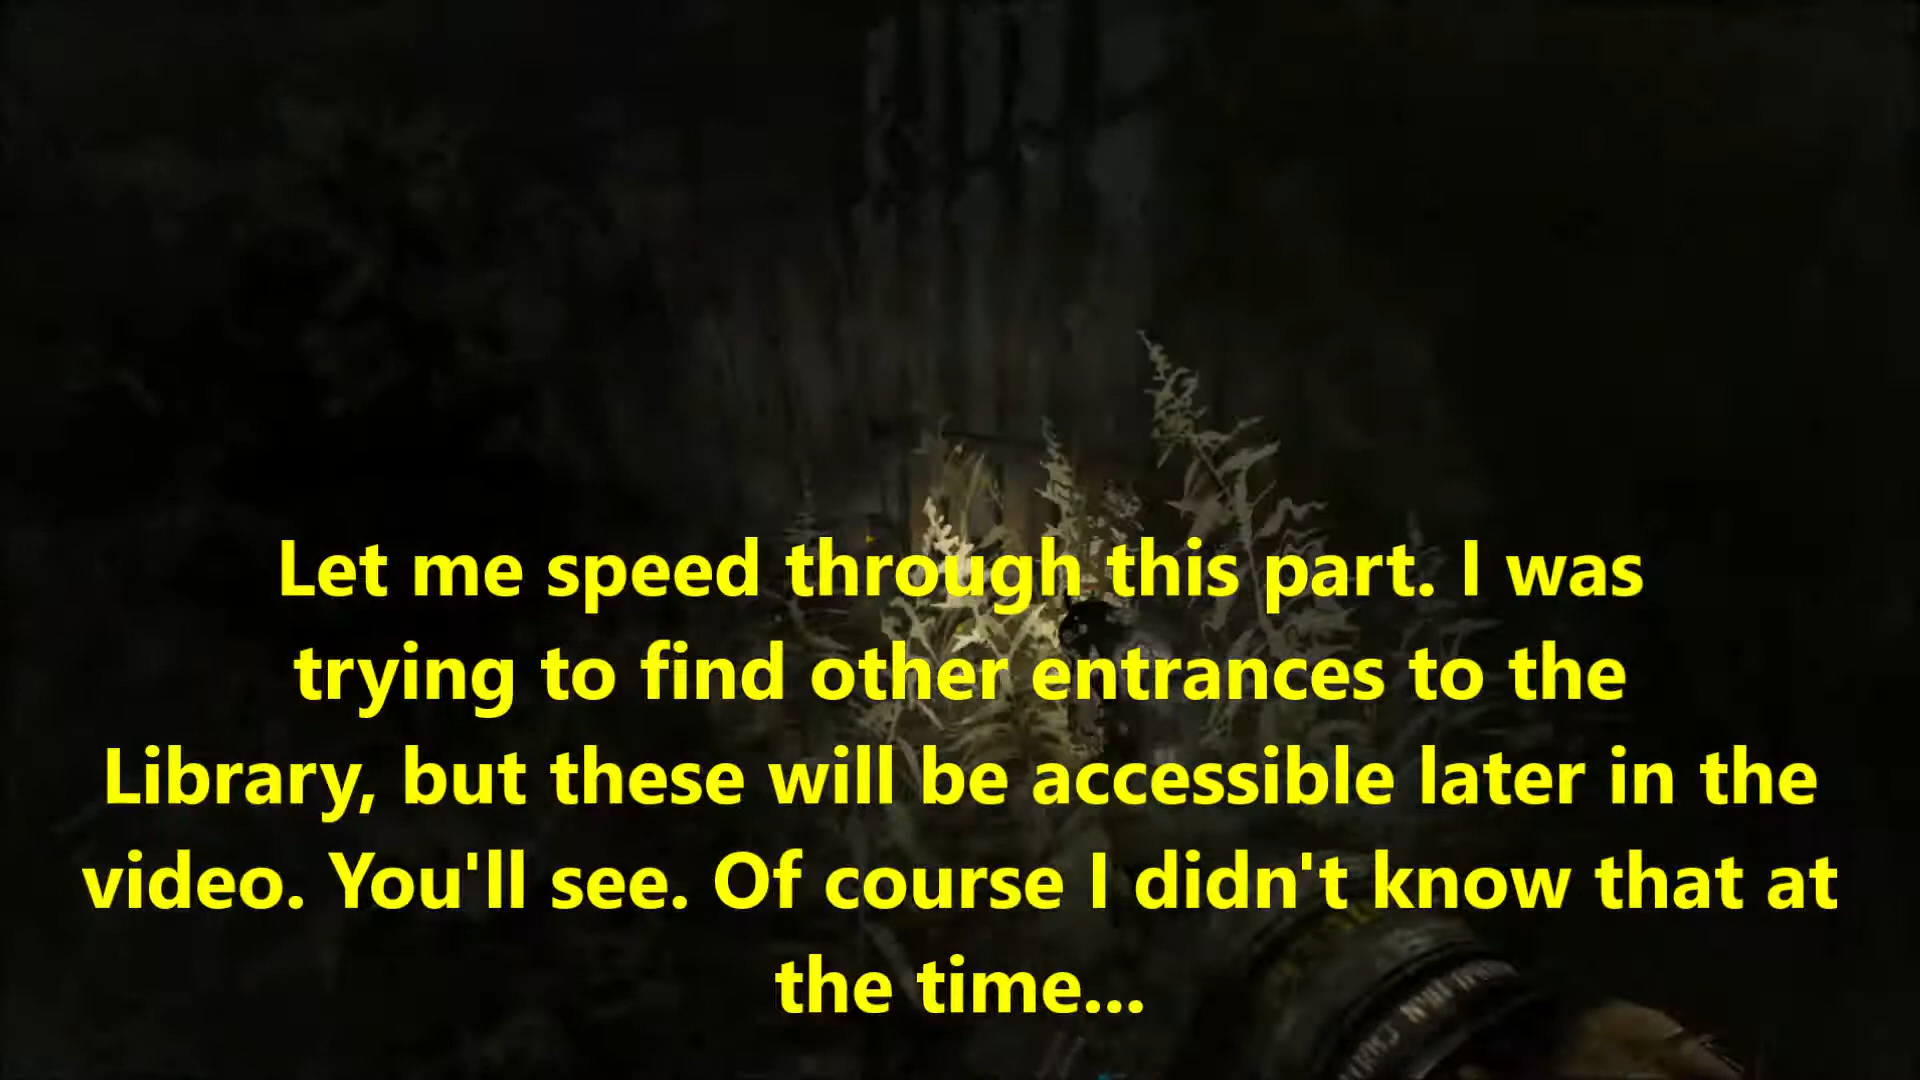 Let me speed through this part. I was
trying to find other entrances to the
Library, but these will be accessible later in the
video. You'll see. Of course I didn't know that at
the time...